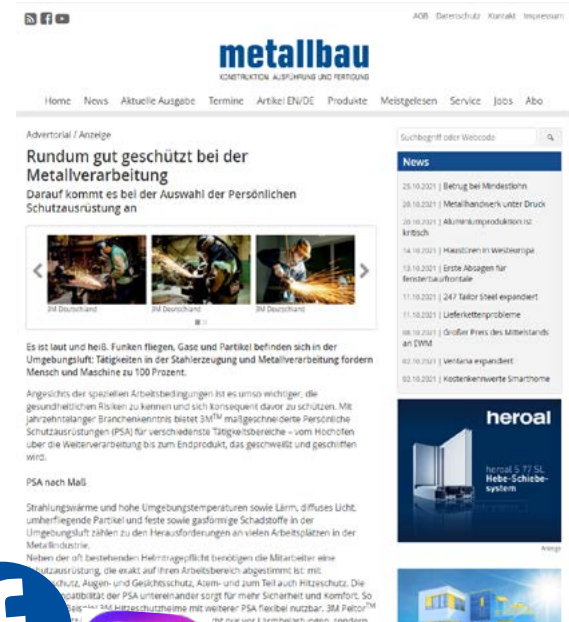 AGB Datenschutz Kontakt Impressum
metallbau
KONSTRUKTION, AUSFÜHRUNG UND FERTIGUNG
Home News Aktuelle Ausgabe Termine Artikel EN/DE Produkte Meistgelesen Service Jobs Abo
Advertorial / Anzeige
Rundum gut geschützt bei der
Metallverarbeitung
Darauf kommt es bei der Auswahl der Persönlichen
Schutzausrüstung an
3M Deutschland 3M Deutschland 3M Deutschland
Es ist laut und heiß. Funken fliegen, Gase und Partikel befinden sich in der
Umgebungsluft: Tätigkeiten in der Stahlerzeugung und Metallverarbeitung fordern
Mensch und Maschine zu 100 Prozent.
Angesichts der speziellen Arbeitsbedingungen ist es umso wichtiger, die
gesundheitlichen Risiken zu kennen und sich konsequent davor zu schützen. Mit
jahrzehntelanger Branchenkenntnis bietet 3M™ maßgeschneiderte Persönliche
Schutzausrüstungen (PSA) für verschiedenste Tätigkeitsbereiche – vom Hochofen
über die Weiterverarbeitung bis zum Endprodukt, das geschweißt und geschliffen
wird.
PSA nach Maß
Strahlungswärme und hohe Umgebungstemperaturen sowie Lärm, diffuses Licht,
umherfliegende Partikel und feste sowie gasförmige Schadstoffe in der
Umgebungsluft zählen zu den Herausforderungen an vielen Arbeitsplätzen in der
Metallindustrie.
Neben der oft bestehenden Helmtragepflicht benötigen die Mitarbeiter eine
Schutzausrüstung, die exakt auf ihren Arbeitsbereich abgestimmt ist: mit
schutz, Augen- und Gesichtsschutz, Atem- und zum Teil auch Hitzeschutz. Die
der PSA untereinander sorgt für mehr Sicherheit und Komfort. So
3M Hitzeschutzhelme mit weiterer PSA flexibel nutzbar. 3M Peltor™
nur vor Lärmbelastungen, sondern
Suchbegriff oder Webcode
News
25.10.2021 | Betrug bei Mindestlohn
20.10.2021 | Metallhandwerk unter Druck
20.10.2021 | Aluminiumproduktion ist
kritisch
14.10.2021 | Haustüren in Westeuropa
13.10.2021 | Erste Absagen für
fensterbau/frontale
11.10.2021 | 247 Tailor Steel expandiert
11.10.2021 | Lieferkettenprobleme
08.10.2021 | Großer Preis des Mittelstands
an EWM
02.10.2021 | Ventana expandiert
02.10.2021 | Kostenkennwerte Smarthome
heroal
heroal S 77 SL
Hebe-Schiebe-
system
Anzeige